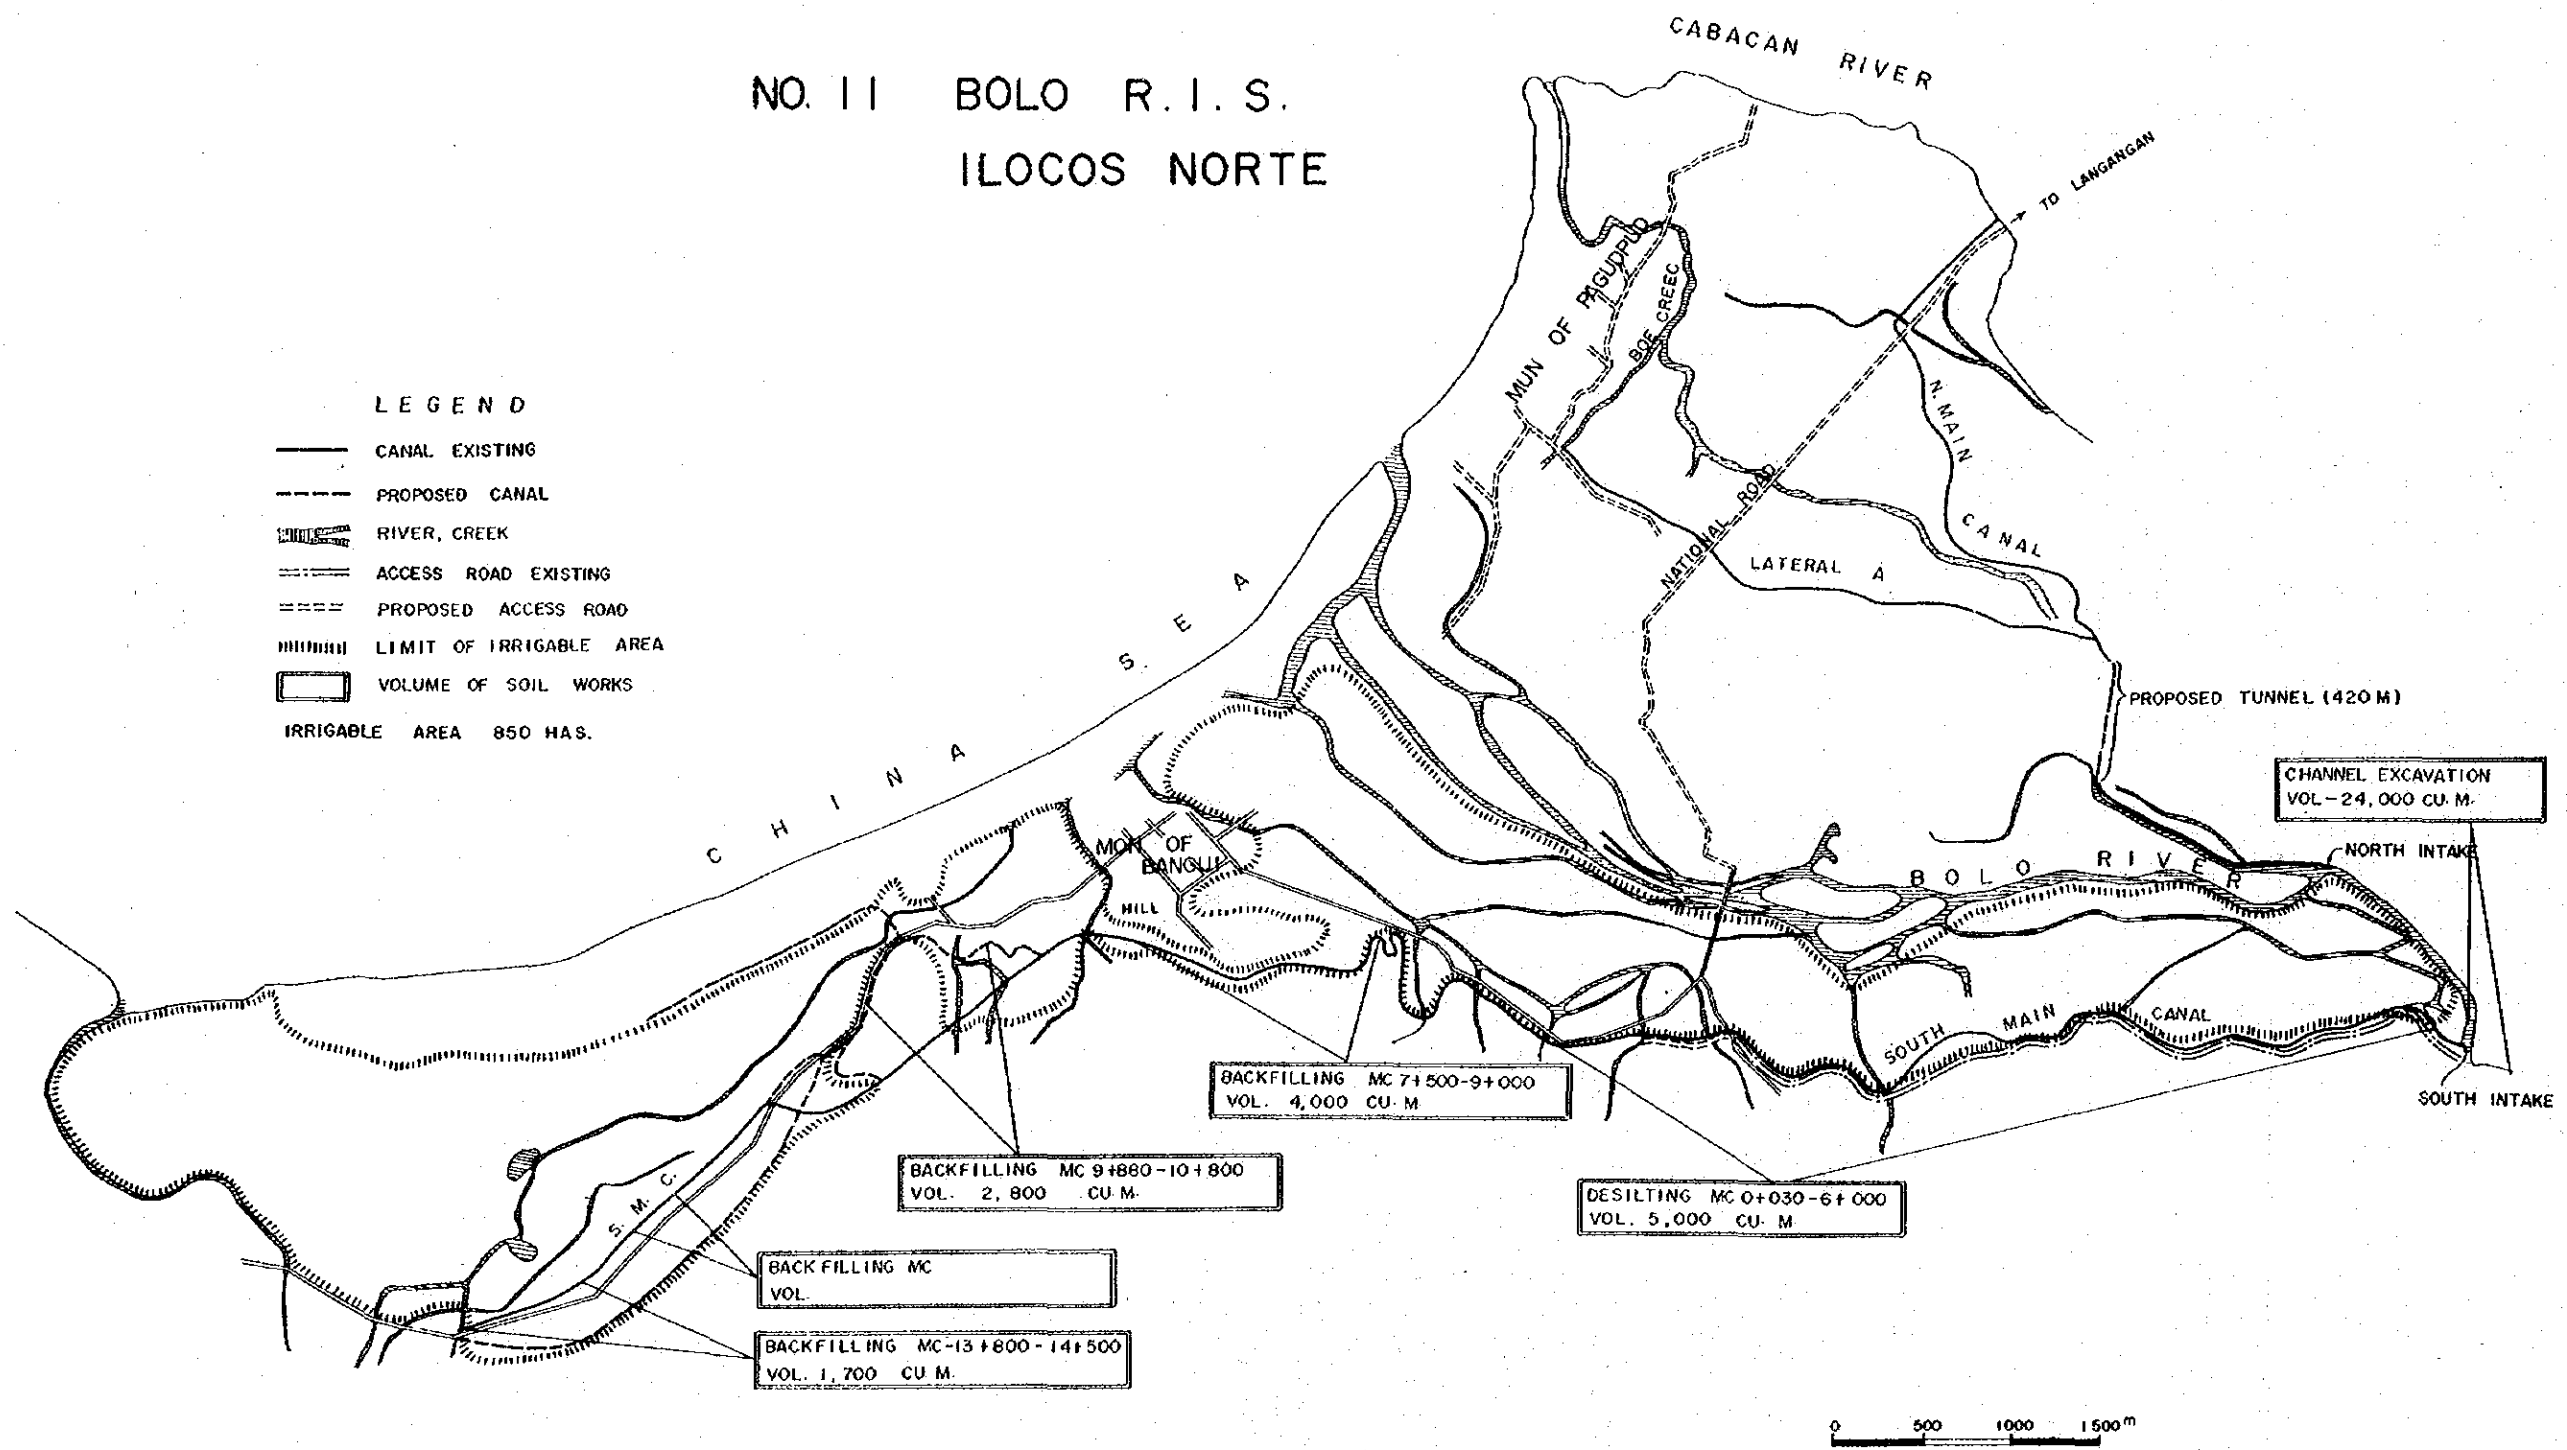 CABACAN RIVER
NO. 11 BOLO R.I.S.
ILOCOS NORTE
TO LANGANGAN
MUN OF PAGUDPUD
BOE CREEC
N. MAIN CANAL
NATIONAL ROAD
LATERAL A
LEGEND
CANAL EXISTING
PROPOSED CANAL
RIVER, CREEK
ACCESS ROAD EXISTING
PROPOSED ACCESS ROAD
LIMIT OF IRRIGABLE AREA
VOLUME OF SOIL WORKS
IRRIGABLE AREA 850 HAS.
CHINA SEA
PROPOSED TUNNEL (420 M)
CHANNEL EXCAVATION
VOL-24,000 CU. M.
NORTH INTAKE
BOLO RIVER
MON OF
BANGUI
HILL
SOUTH MAIN CANAL
SOUTH INTAKE
BACKFILLING MC 7+500-9+000
VOL. 4,000 CU. M
BACKFILLING MC 9+880-10+800
VOL. 2,800 CU. M.
DESILTING MC 0+030-6+000
VOL. 5,000 CU. M
S. M. C.
BACKFILLING MC
VOL.
BACKFILLING MC-13+800-14+500
VOL. 1,700 CU. M.
0 500 1000 1500m